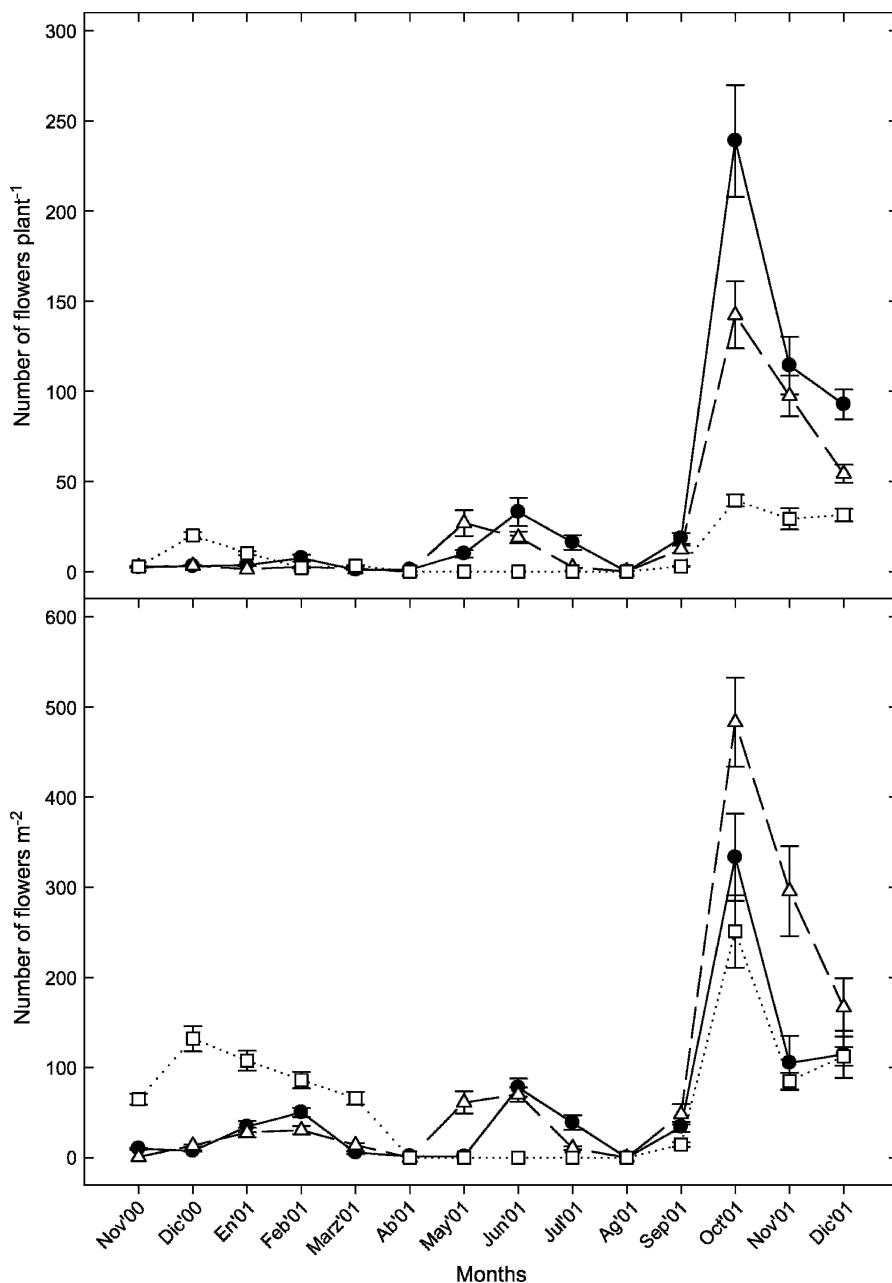 300
250
200
150
100
50
0
Number of flowers plant⁻¹
600
500
400
300
200
100
0
Number of flowers m⁻²
Nov'00
Dic'00
En'01
Feb'01
Marz'01
Ab'01
May'01
Jun'01
Jul'01
Ag'01
Sep'01
Oct'01
Nov'01
Dic'01
Months